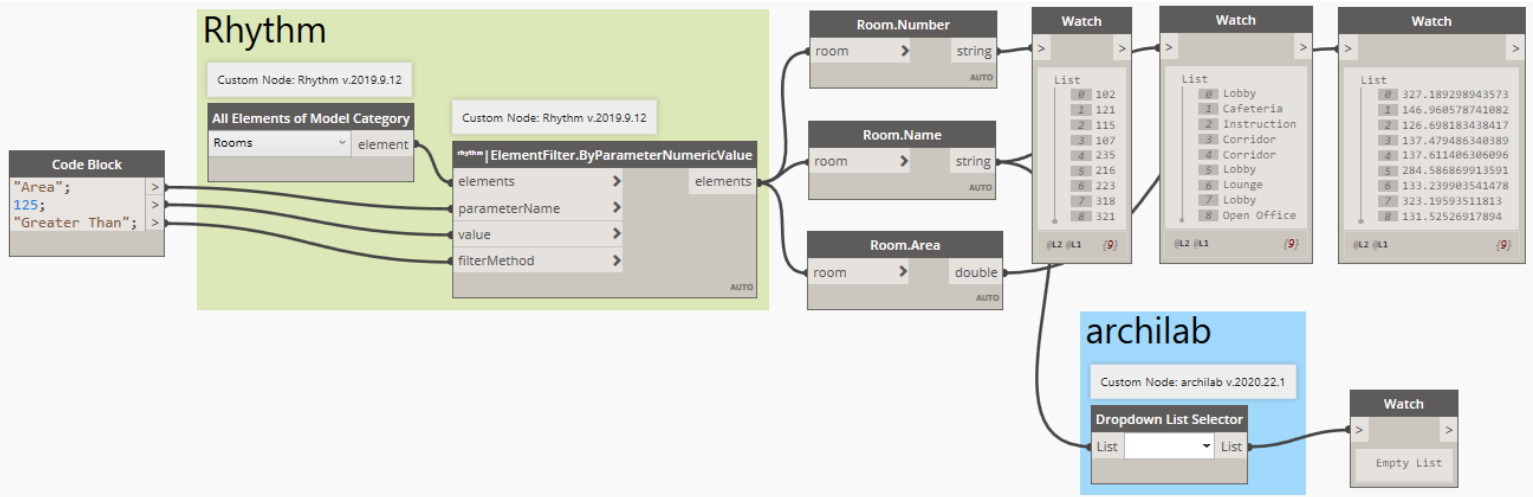 Rhythm
Custom Node: Rhythm v.2019.9.12
All Elements of Model Category
Rooms
element
Code Block
"Area";
>
125;
>
"Greater Than";
>
Custom Node: Rhythm v.2019.9.12
rhythm|ElementFilter.ByParameterNumericValue
elements > elements
parameterName >
value >
filterMethod >
AUTO
Room.Number
room > string
AUTO
Room.Name
room > string
AUTO
Room.Area
room > double
AUTO
Watch
> >
List
0 102
1 121
2 115
3 107
4 235
5 216
6 223
7 318
8 321
@L2 @L1 {9}
Watch
> >
List
0 Lobby
1 Cafeteria
2 Instruction
3 Corridor
4 Corridor
5 Lobby
6 Lounge
7 Lobby
8 Open Office
@L2 @L1 {9}
Watch
> >
List
0 327.189298943573
1 146.960578741082
2 126.698183438417
3 137.479486340389
4 137.611406306096
5 284.586869913591
6 133.239903541478
7 323.19593511813
8 131.52526917894
@L2 @L1 {9}
archilab
Custom Node: archilab v.2020.22.1
Dropdown List Selector
List List
Watch
> >
Empty List